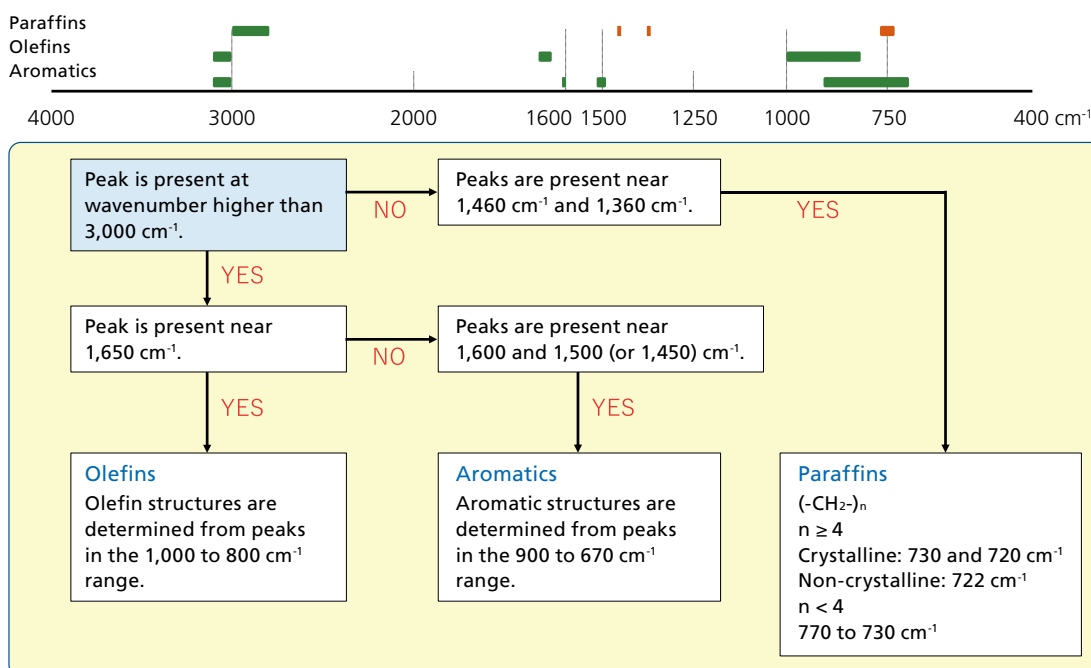 Paraffins
Olefins
Aromatics
4000 3000 2000 1600 1500 1250 1000 750 400 cm⁻¹
Peak is present at
wavenumber higher than
3,000 cm⁻¹.
NO
Peaks are present near
1,460 cm⁻¹ and 1,360 cm⁻¹.
YES
YES
Peak is present near
1,650 cm⁻¹.
NO
Peaks are present near
1,600 and 1,500 (or 1,450) cm⁻¹.
YES
YES
Olefins
Olefin structures are
determined from peaks
in the 1,000 to 800 cm⁻¹
range.
Aromatics
Aromatic structures are
determined from peaks
in the 900 to 670 cm⁻¹
range.
Paraffins
(-CH₂-)ₙ
n ≥ 4
Crystalline: 730 and 720 cm⁻¹
Non-crystalline: 722 cm⁻¹
n < 4
770 to 730 cm⁻¹